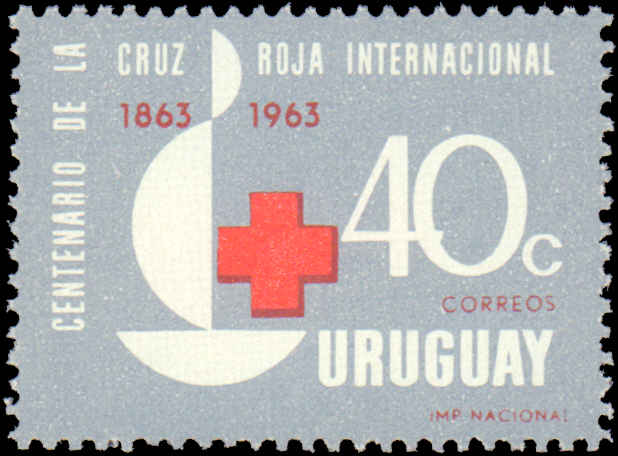 CENTENARIO DE LA
CRUZ ROJA INTERNACIONAL
1863 1963
40c
CORREOS
URUGUAY
IMP NACIONAL